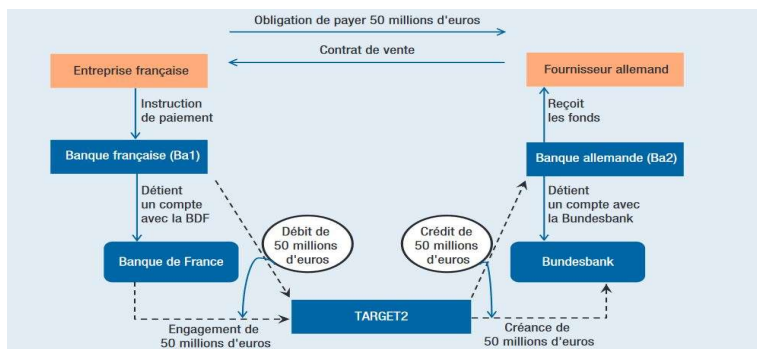 Obligation de payer 50 millions d'euros
Contrat de vente
Entreprise française
Fournisseur allemand
Instruction
de paiement
Reçoit
les fonds
Banque française (Ba1)
Banque allemande (Ba2)
Détient
un compte
avec la BDF
Débit de
50 millions
d'euros
Crédit de
50 millions
d'euros
Détient
un compte avec
la Bundesbank
Banque de France
Bundesbank
TARGET2
Engagement de
50 millions d'euros
Créance de
50 millions d'euros